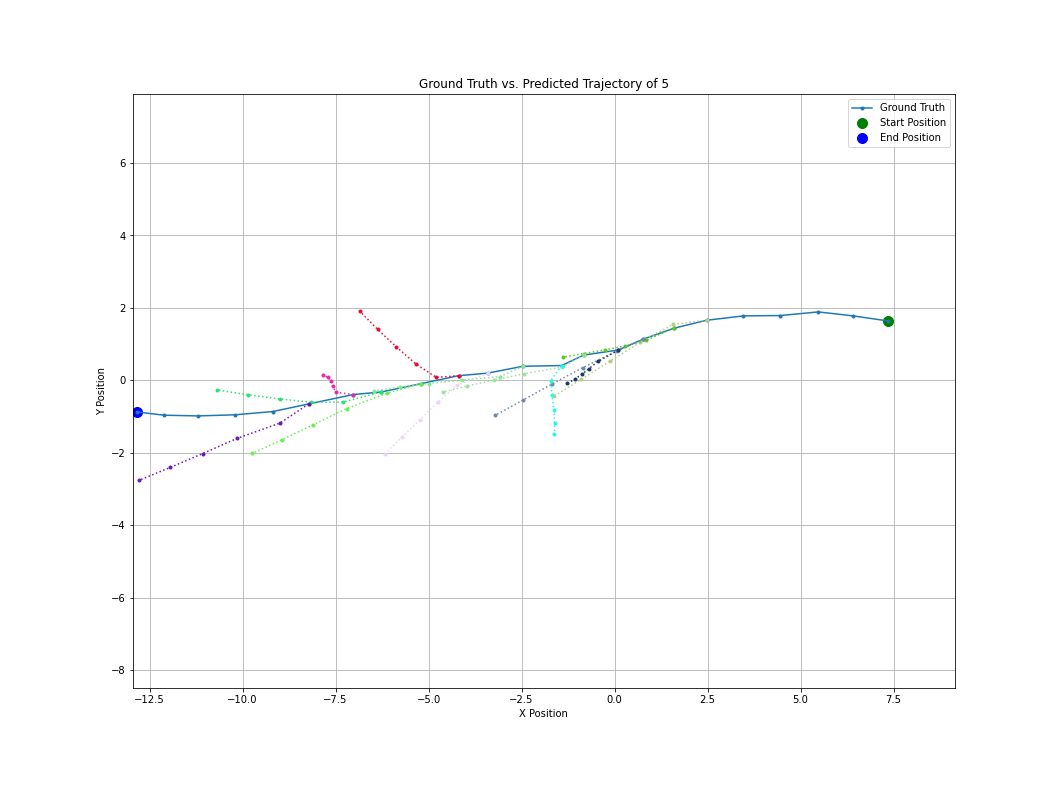 Ground Truth vs. Predicted Trajectory of 5
Ground Truth
Start Position
End Position
6
4
2
0
−2
−4
−6
−8
Y Position
−12.5 −10.0 −7.5 −5.0 −2.5 0.0 2.5 5.0 7.5
X Position